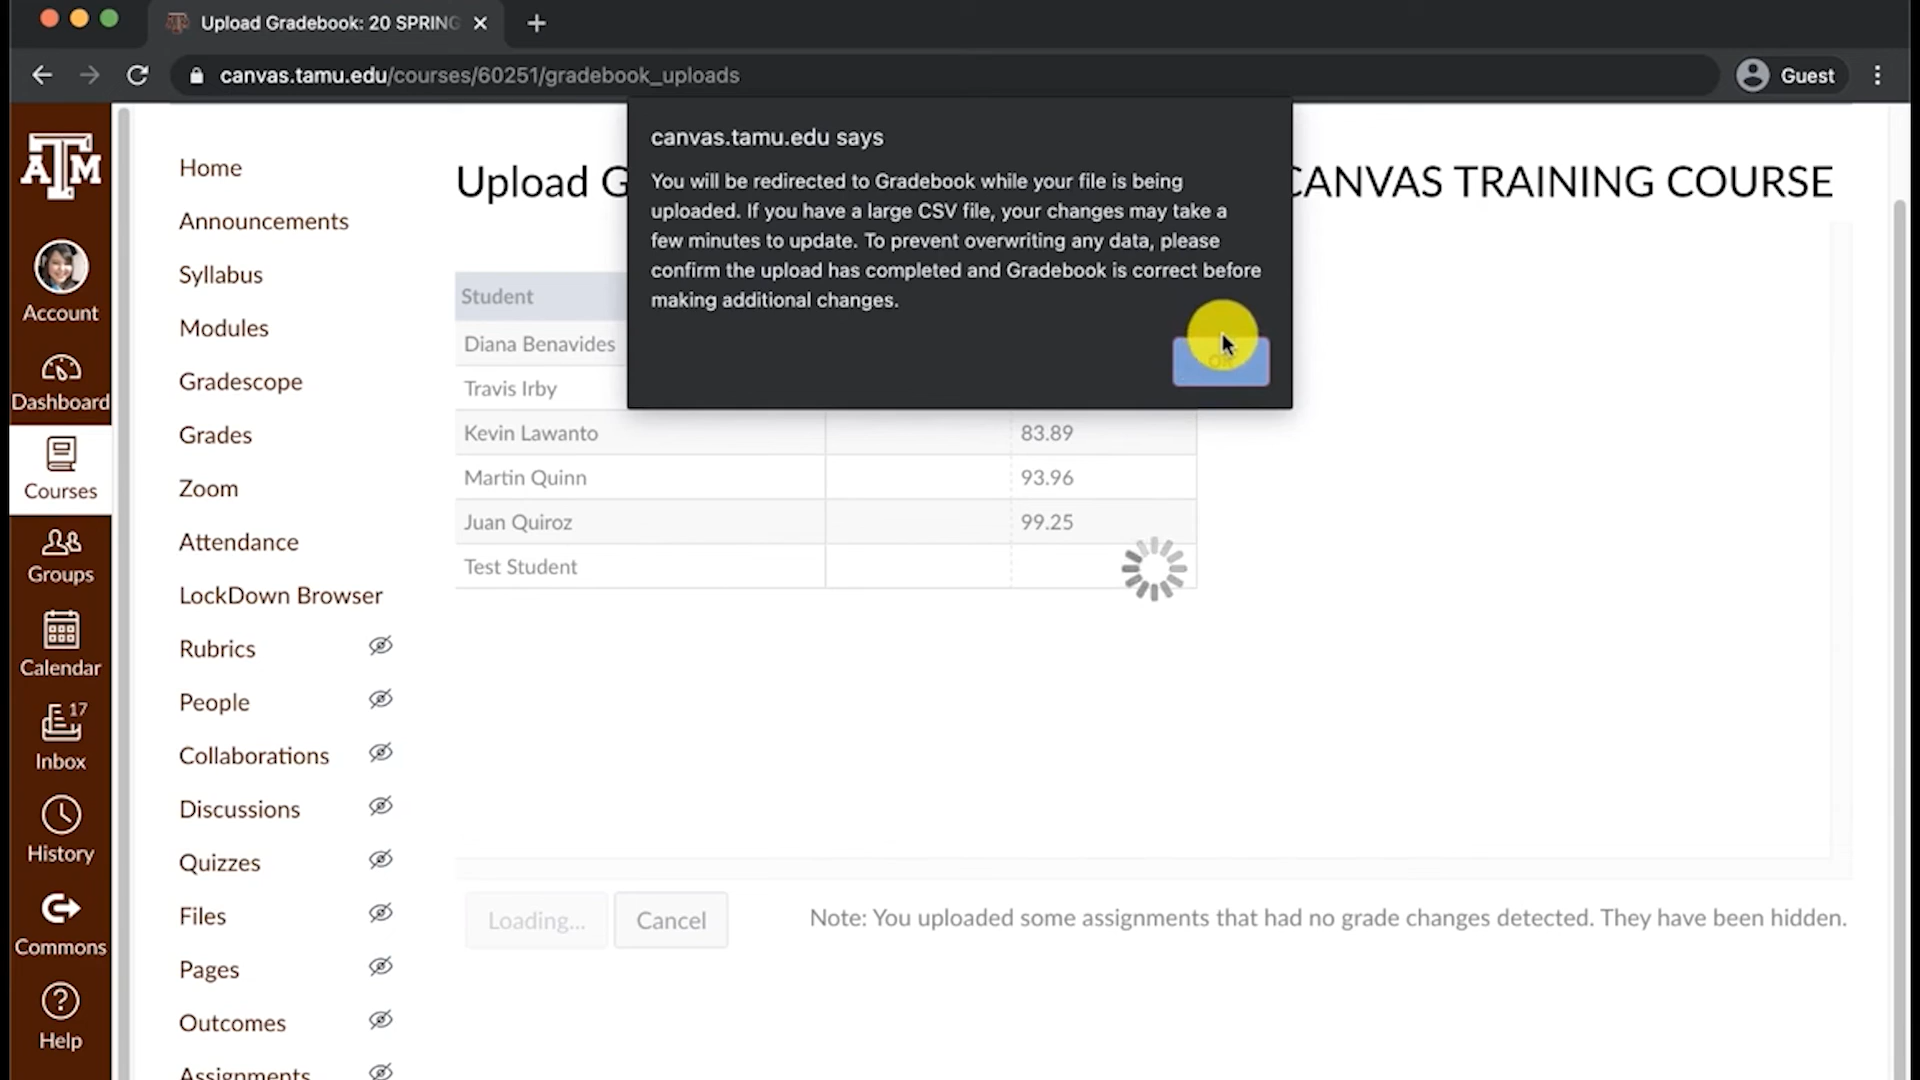 Upload Gradebook: 20 SPRING
canvas.tamu.edu/courses/60251/gradebook_uploads
Guest
canvas.tamu.edu says
You will be redirected to Gradebook while your file is being
uploaded. If you have a large CSV file, your changes may take a
few minutes to update. To prevent overwriting any data, please
confirm the upload has completed and Gradebook is correct before
making additional changes.
OK
ATM
Account
Dashboard
Courses
Groups
Calendar
17
Inbox
History
Commons
Help
Home
Announcements
Syllabus
Modules
Gradescope
Grades
Zoom
Attendance
LockDown Browser
Rubrics
People
Collaborations
Discussions
Quizzes
Files
Pages
Outcomes
Assignments
Upload G
CANVAS TRAINING COURSE
Student
Diana Benavides
Travis Irby
Kevin Lawanto 83.89
Martin Quinn 93.96
Juan Quiroz 99.25
Test Student
Loading... Cancel
Note: You uploaded some assignments that had no grade changes detected. They have been hidden.